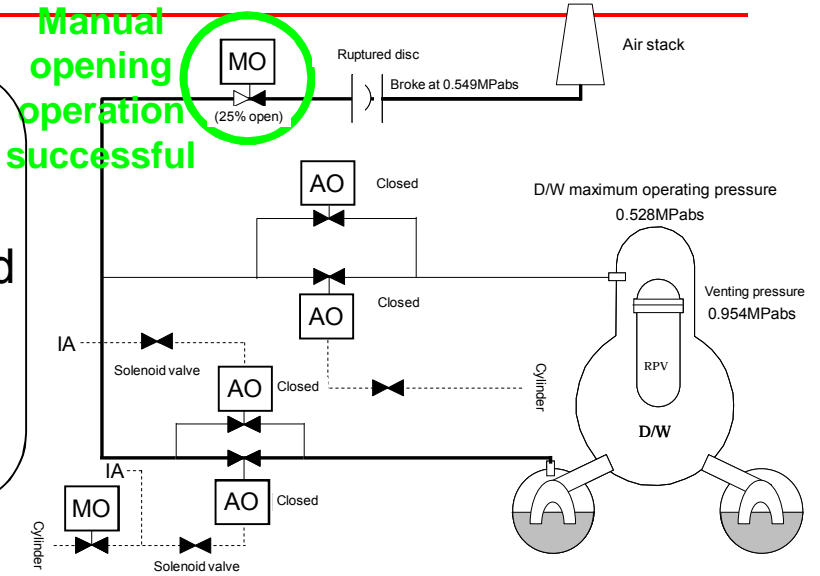 Manual
opening
operation
successful
MO
(25% open)
Ruptured disc
Broke at 0.549MPabs
Air stack
AO
Closed
D/W maximum operating pressure
0.528MPabs
AO
Closed
Venting pressure
0.954MPabs
d
IA
Solenoid valve
AO
Closed
Cylinder
RPV
D/W
IA
MO
AO
Closed
Cylinder
Solenoid valve